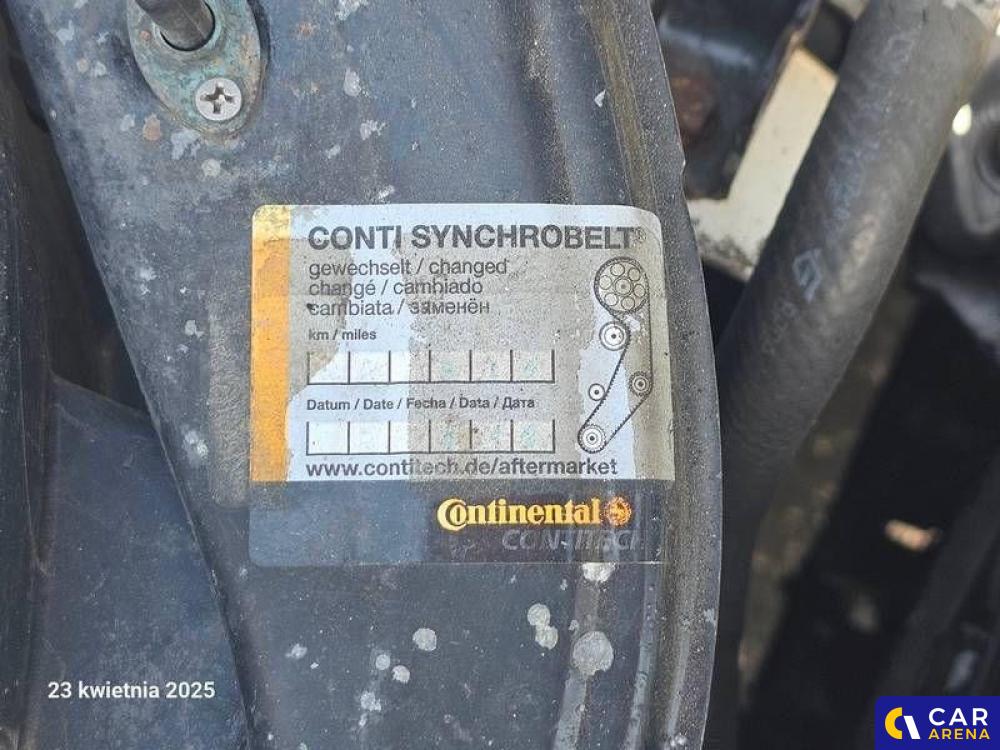 CONTI SYNCHROBELT®
gewechselt / changed
changé / cambiado
cambiata / заменён
km / miles
Datum / Date / Fecha / Data / Дата
www.contitech.de/aftermarket
Continental
CONTITECH
23 kwietnia 2025
CAR
ARENA